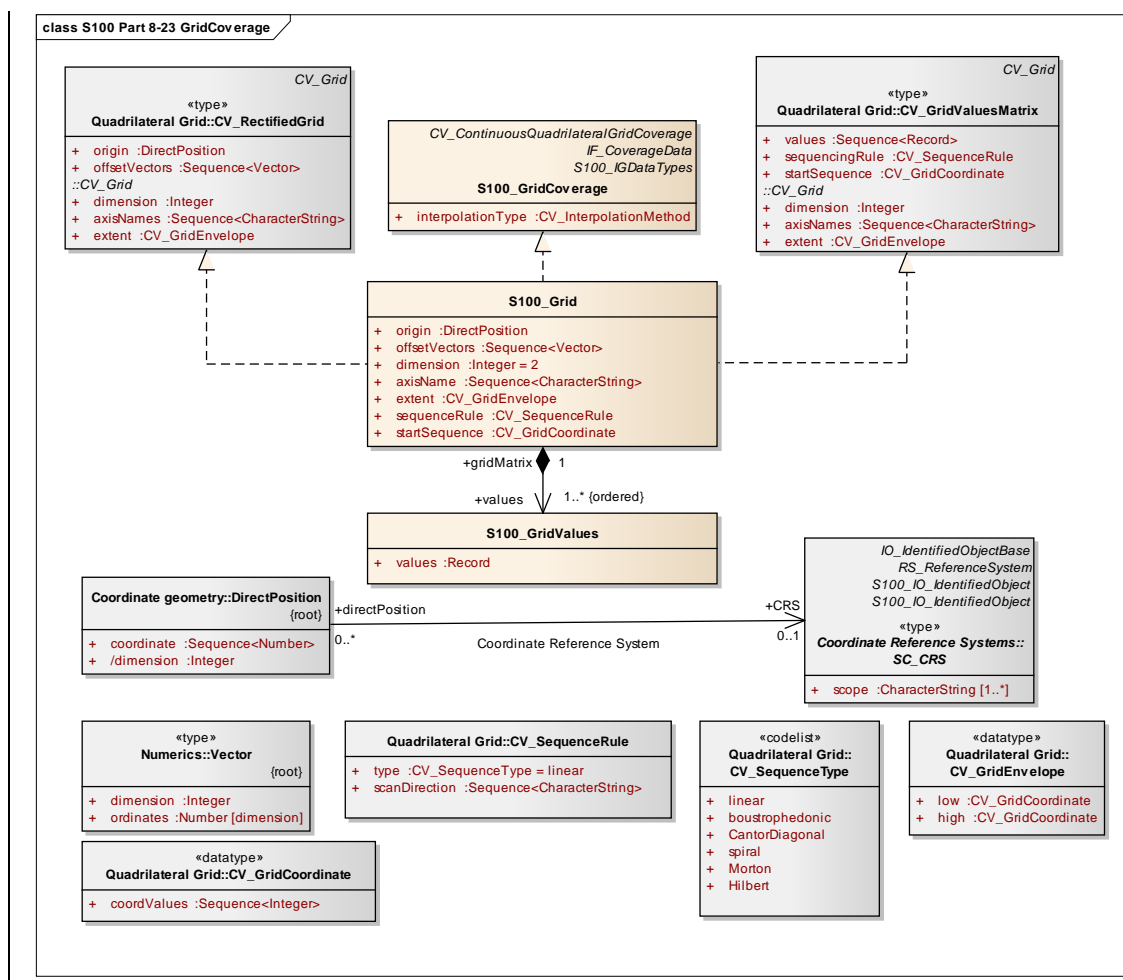 class S100 Part 8-23 GridCoverage
CV_Grid
«type»
Quadrilateral Grid::CV_RectifiedGrid
+ origin :DirectPosition
+ offsetVectors :Sequence<Vector>
::CV_Grid
+ dimension :Integer
+ axisNames :Sequence<CharacterString>
+ extent :CV_GridEnvelope
CV_ContinuousQuadrilateralGridCoverage
IF_CoverageData
S100_IGDataTypes
S100_GridCoverage
+ interpolationType :CV_InterpolationMethod
CV_Grid
«type»
Quadrilateral Grid::CV_GridValuesMatrix
+ values :Sequence<Record>
+ sequencingRule :CV_SequenceRule
+ startSequence :CV_GridCoordinate
::CV_Grid
+ dimension :Integer
+ axisNames :Sequence<CharacterString>
+ extent :CV_GridEnvelope
S100_Grid
+ origin :DirectPosition
+ offsetVectors :Sequence<Vector>
+ dimension :Integer = 2
+ axisName :Sequence<CharacterString>
+ extent :CV_GridEnvelope
+ sequenceRule :CV_SequenceRule
+ startSequence :CV_GridCoordinate
+gridMatrix 1
+values 1..* {ordered}
S100_GridValues
+ values :Record
Coordinate geometry::DirectPosition
{root}
+ coordinate :Sequence<Number>
+ /dimension :Integer
+directPosition
0..*
Coordinate Reference System
+CRS
0..1
IO_IdentifiedObjectBase
RS_ReferenceSystem
S100_IO_IdentifiedObject
S100_IO_IdentifiedObject
«type»
Coordinate Reference Systems::
SC_CRS
+ scope :CharacterString [1..*]
«type»
Numerics::Vector
{root}
+ dimension :Integer
+ ordinates :Number [dimension]
Quadrilateral Grid::CV_SequenceRule
+ type :CV_SequenceType = linear
+ scanDirection :Sequence<CharacterString>
«codelist»
Quadrilateral Grid::
CV_SequenceType
+ linear
+ boustrophedonic
+ CantorDiagonal
+ spiral
+ Morton
+ Hilbert
«datatype»
Quadrilateral Grid::
CV_GridEnvelope
+ low :CV_GridCoordinate
+ high :CV_GridCoordinate
«datatype»
Quadrilateral Grid::CV_GridCoordinate
+ coordValues :Sequence<Integer>